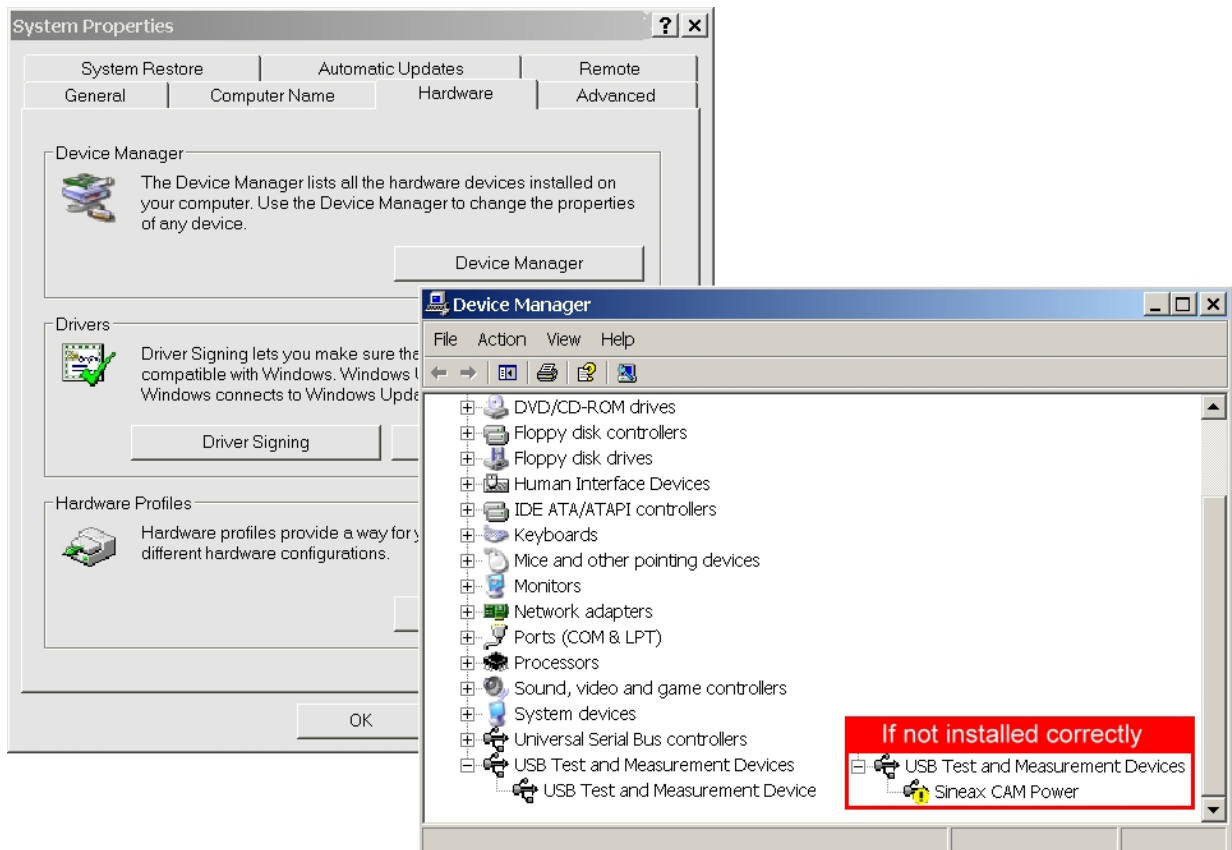 System Properties
System Restore
Automatic Updates
Remote
General
Computer Name
Hardware
Advanced
Device Manager
The Device Manager lists all the hardware devices installed on
your computer. Use the Device Manager to change the properties
of any device.
Device Manager
Drivers
Driver Signing lets you make sure tha
compatible with Windows. Windows
Windows connects to Windows Upda
Driver Signing
Hardware Profiles
Hardware profiles provide a way for y
different hardware configurations.
OK
Device Manager
File Action View Help
DVD/CD-ROM drives
Floppy disk controllers
Floppy disk drives
Human Interface Devices
IDE ATA/ATAPI controllers
Keyboards
Mice and other pointing devices
Monitors
Network adapters
Ports (COM & LPT)
Processors
Sound, video and game controllers
System devices
Universal Serial Bus controllers
USB Test and Measurement Devices
USB Test and Measurement Device
If not installed correctly
USB Test and Measurement Devices
Sineax CAM Power